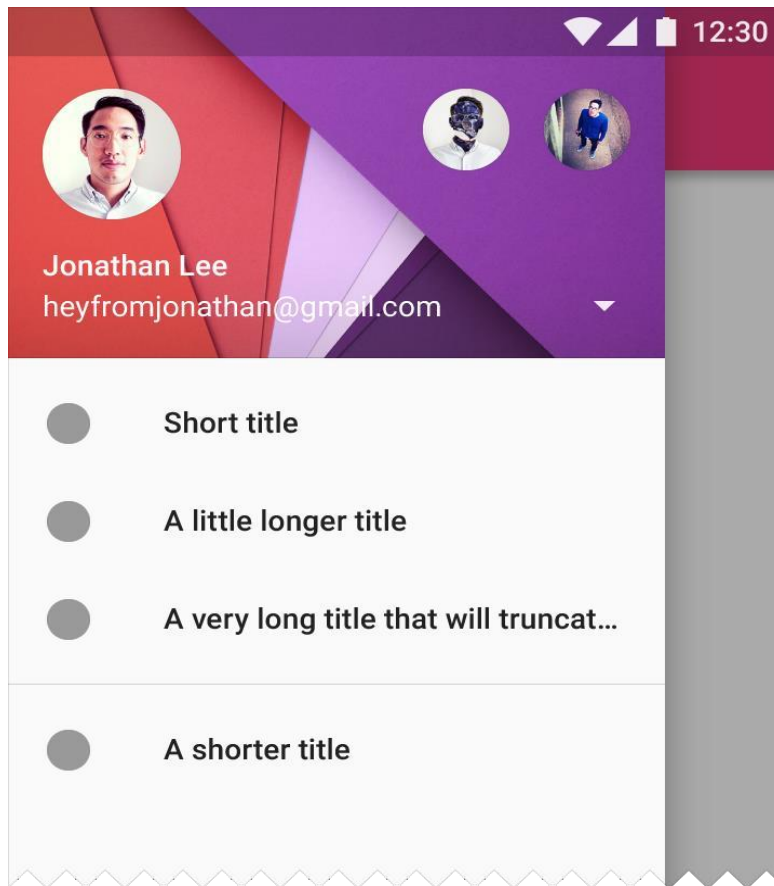 12:30
Jonathan Lee
heyfromjonathan@gmail.com
Short title
A little longer title
A very long title that will truncat...
A shorter title